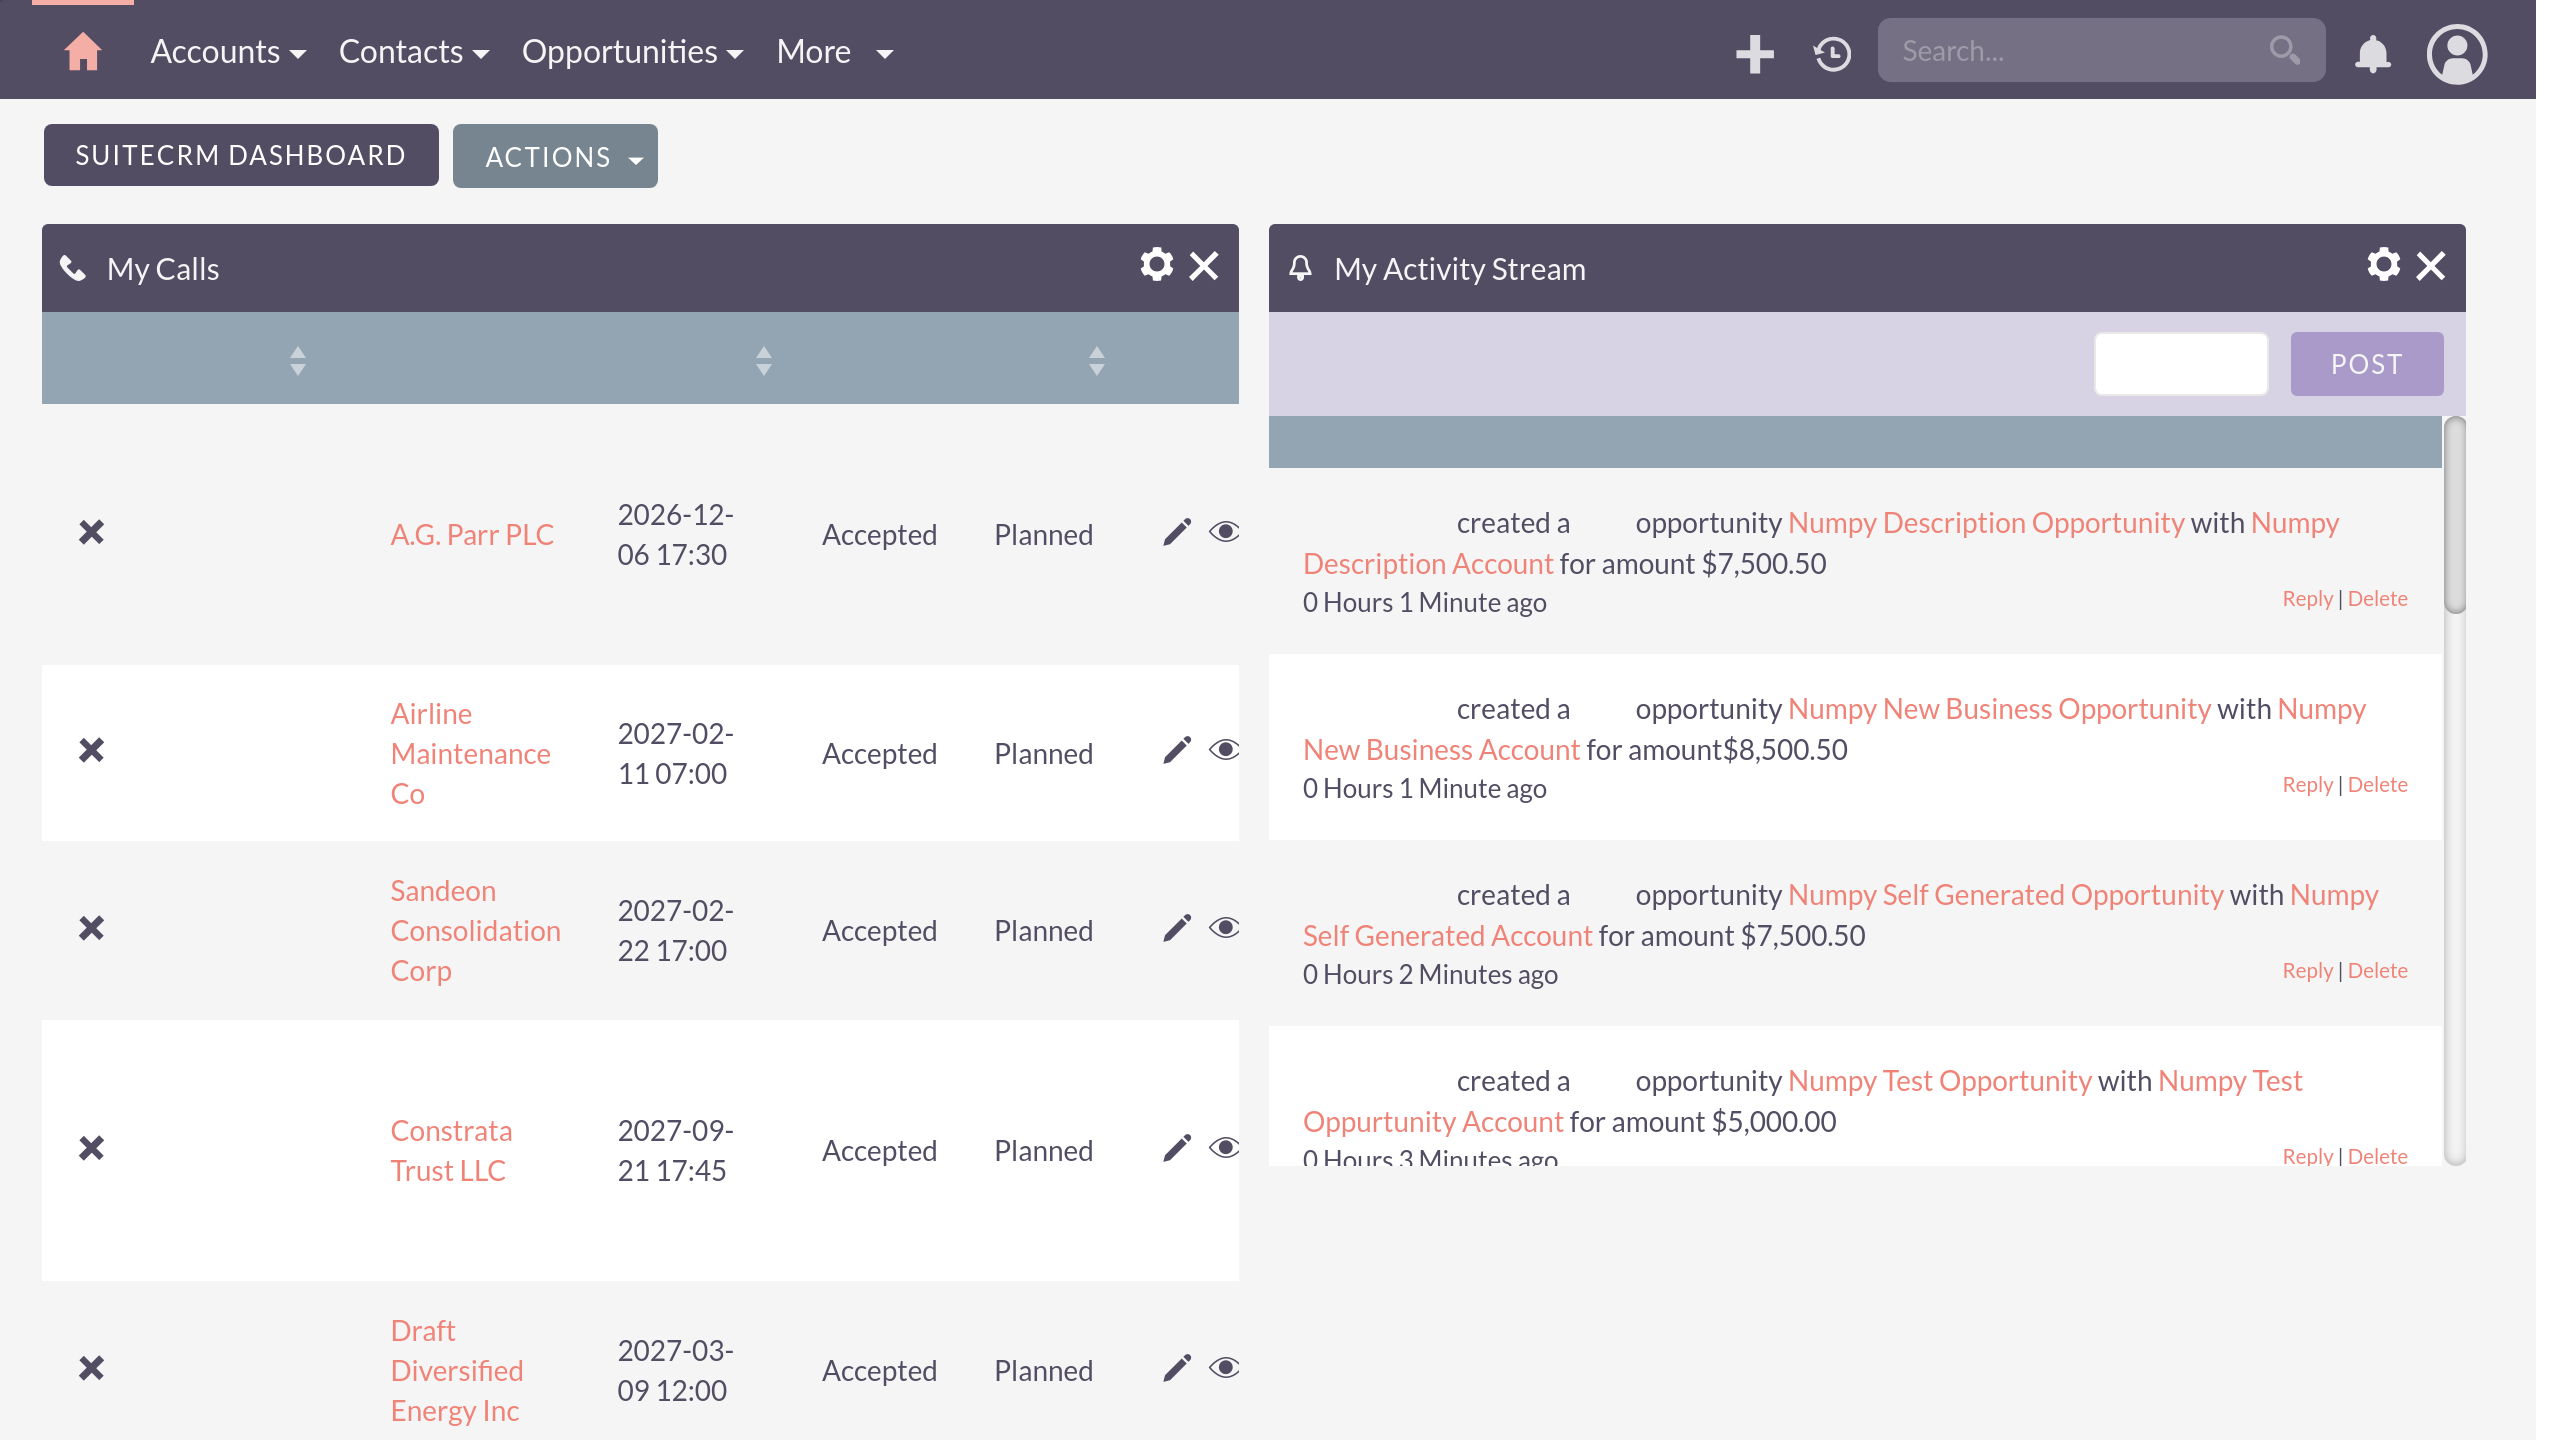 Accounts Contacts Opportunities More Search...
SUITECRM DASHBOARD ACTIONS
My Calls
A.G. Parr PLC 2026-12-
06 17:30 Accepted Planned
Airline
Maintenance
Co 2027-02-
11 07:00 Accepted Planned
Sandeon
Consolidation
Corp 2027-02-
22 17:00 Accepted Planned
Constrata
Trust LLC 2027-09-
21 17:45 Accepted Planned
Draft
Diversified
Energy Inc 2027-03-
09 12:00 Accepted Planned
My Activity Stream
POST
created a opportunity Numpy Description Opportunity with Numpy
Description Account for amount $7,500.50
0 Hours 1 Minute ago Reply | Delete
created a opportunity Numpy New Business Opportunity with Numpy
New Business Account for amount$8,500.50
0 Hours 1 Minute ago Reply | Delete
created a opportunity Numpy Self Generated Opportunity with Numpy
Self Generated Account for amount $7,500.50
0 Hours 2 Minutes ago Reply | Delete
created a opportunity Numpy Test Opportunity with Numpy Test
Oppurtunity Account for amount $5,000.00
0 Hours 3 Minutes ago Reply | Delete